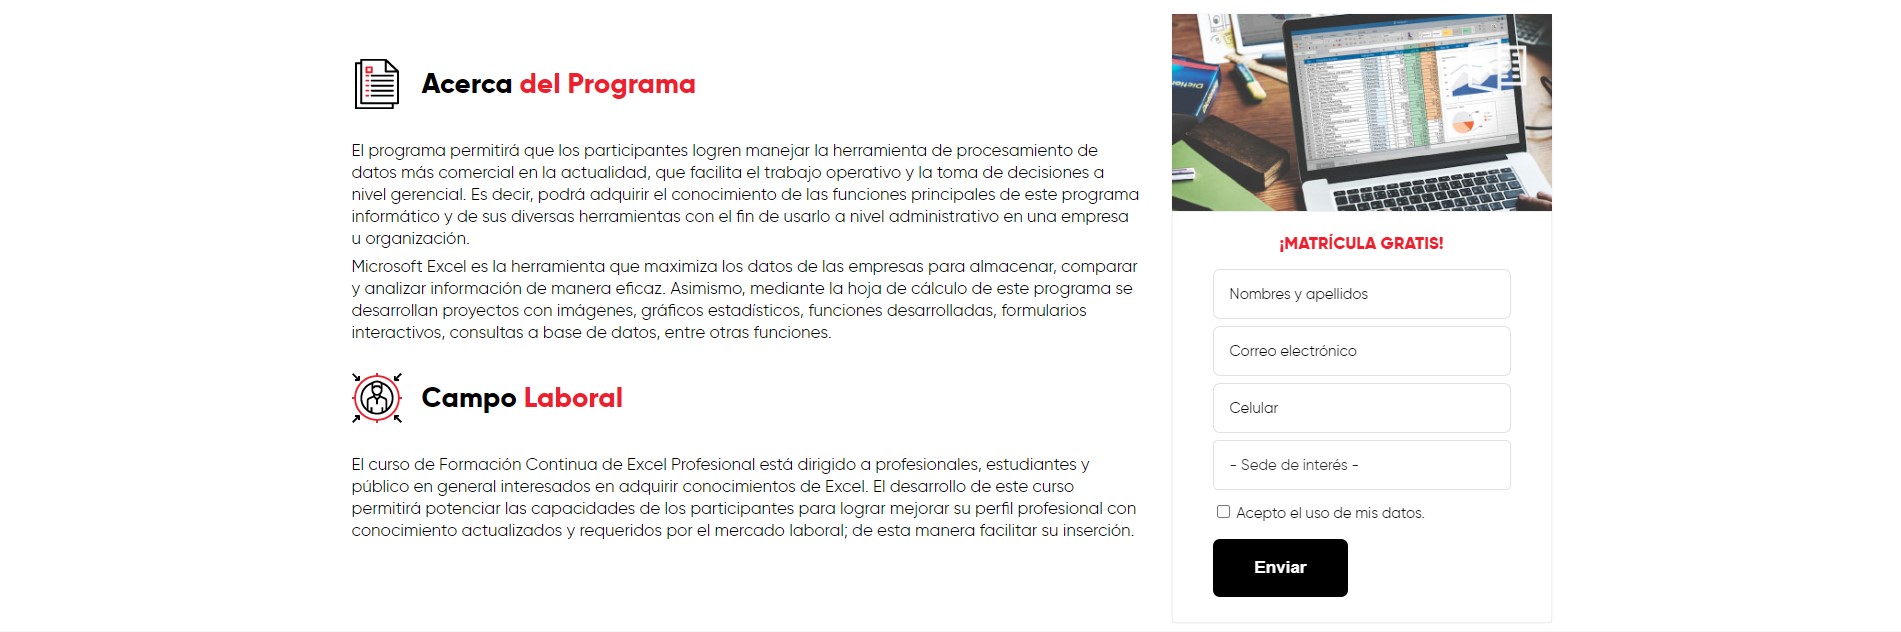 Acerca del Programa
El programa permitirá que los participantes logren manejar la herramienta de procesamiento de
datos más comercial en la actualidad, que facilita el trabajo operativo y la toma de decisiones a
nivel gerencial. Es decir, podrá adquirir el conocimiento de las funciones principales de este programa
informático y de sus diversas herramientas con el fin de usarlo a nivel administrativo en una empresa
u organización.
Microsoft Excel es la herramienta que maximiza los datos de las empresas para almacenar, comparar
y analizar información de manera eficaz. Asimismo, mediante la hoja de cálculo de este programa se
desarrollan proyectos con imágenes, gráficos estadísticos, funciones desarrolladas, formularios
interactivos, consultas a base de datos, entre otras funciones.
Campo Laboral
El curso de Formación Continua de Excel Profesional está dirigido a profesionales, estudiantes y
público en general interesados en adquirir conocimientos de Excel. El desarrollo de este curso
permitirá potenciar las capacidades de los participantes para lograr mejorar su perfil profesional con
conocimiento actualizados y requeridos por el mercado laboral; de esta manera facilitar su inserción.
¡MATRÍCULA GRATIS!
Nombres y apellidos
Correo electrónico
Celular
- Sede de interés -
Acepto el uso de mis datos.
Enviar